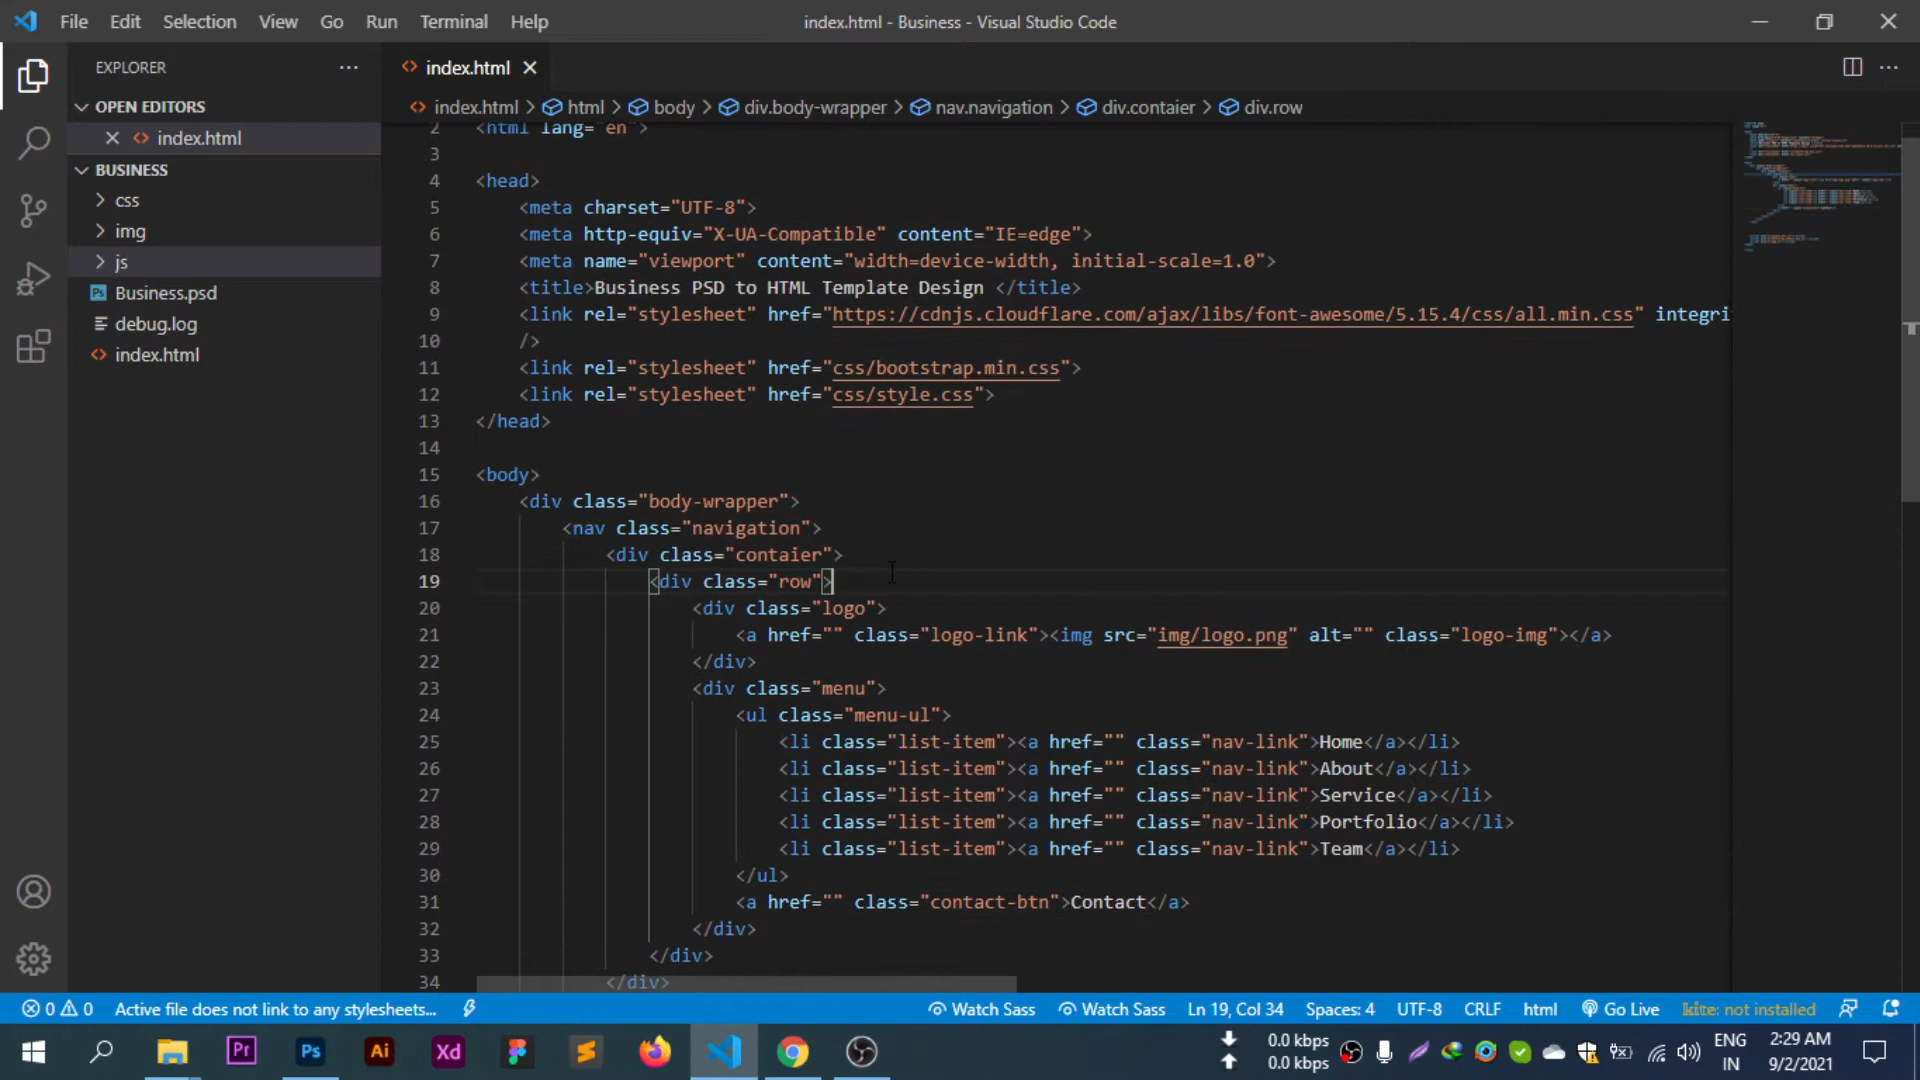 File Edit Selection View Go Run Terminal Help
index.html - Business - Visual Studio Code
EXPLORER
OPEN EDITORS
index.html
BUSINESS
css
img
js
Business.psd
debug.log
index.html
index.html
index.html > html > body > div.body-wrapper > nav.navigation > div.contaier > div.row
2 <html lang="en">
3
4 <head>
5 <meta charset="UTF-8">
6 <meta http-equiv="X-UA-Compatible" content="IE=edge">
7 <meta name="viewport" content="width=device-width, initial-scale=1.0">
8 <title>Business PSD to HTML Template Design </title>
9 <link rel="stylesheet" href="https://cdnjs.cloudflare.com/ajax/libs/font-awesome/5.15.4/css/all.min.css" integri
10 />
11 <link rel="stylesheet" href="css/bootstrap.min.css">
12 <link rel="stylesheet" href="css/style.css">
13 </head>
14
15 <body>
16 <div class="body-wrapper">
17 <nav class="navigation">
18 <div class="contaier">
19 <div class="row">
20 <div class="logo">
21 <a href="" class="logo-link"><img src="img/logo.png" alt="" class="logo-img"></a>
22 </div>
23 <div class="menu">
24 <ul class="menu-ul">
25 <li class="list-item"><a href="" class="nav-link">Home</a></li>
26 <li class="list-item"><a href="" class="nav-link">About</a></li>
27 <li class="list-item"><a href="" class="nav-link">Service</a></li>
28 <li class="list-item"><a href="" class="nav-link">Portfolio</a></li>
29 <li class="list-item"><a href="" class="nav-link">Team</a></li>
30 </ul>
31 <a href="" class="contact-btn">Contact</a>
32 </div>
33 </div>
34 </div>
0 0 Active file does not link to any stylesheets... Watch Sass Watch Sass Ln 19, Col 34 Spaces: 4 UTF-8 CRLF html Go Live kite: not installed
Pr Ps Ai Xd
0.0 kbps
0.0 kbps
ENG
IN
2:29 AM
9/2/2021